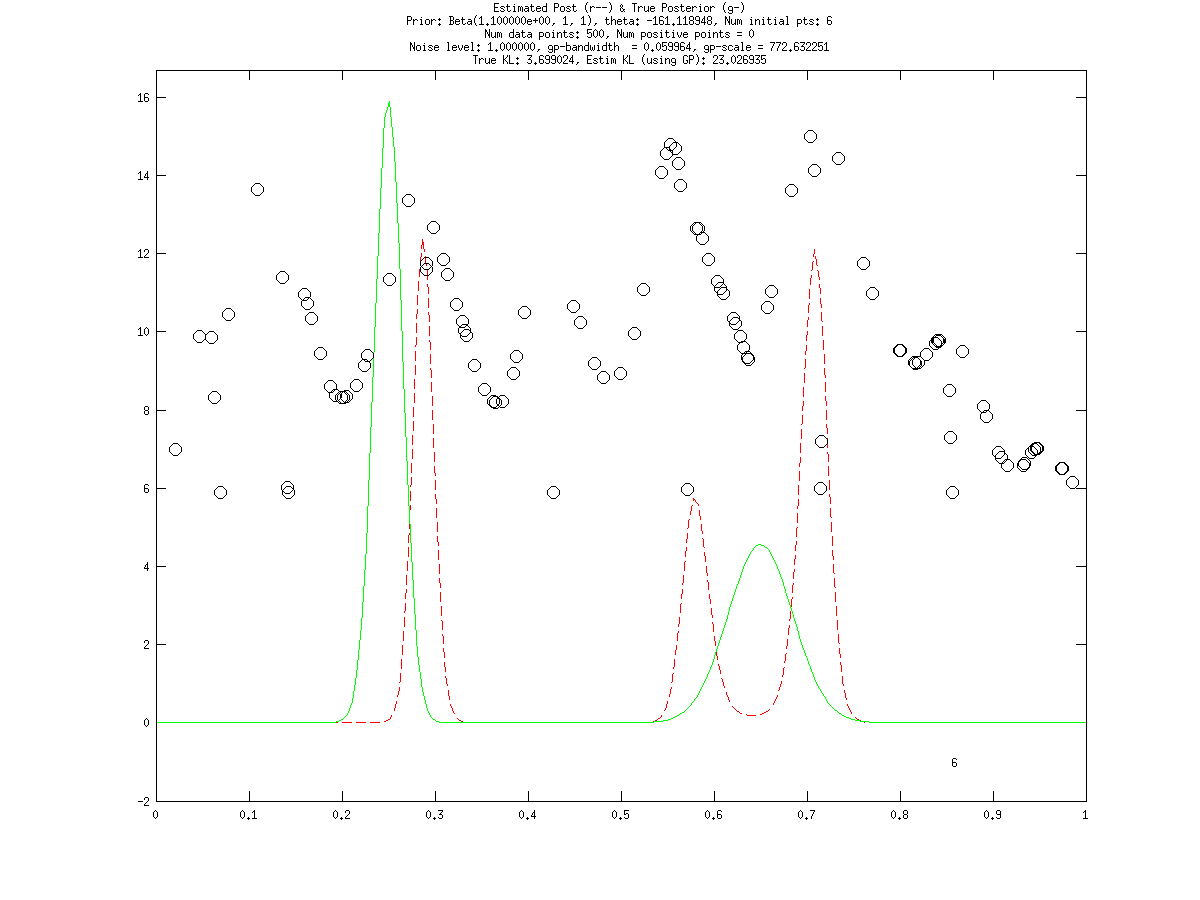 Estimated Post (r--) & True Posterior (g-)
Prior: Beta(1.100000e+00, 1, 1), theta: -161.118948, Num initial pts: 6
Num data points: 500, Num positive points = 0
Noise level: 1.000000, gp-bandwidth  = 0.059964, gp-scale = 772.632251
True KL: 3.699024, Estim KL (using GP): 23.026935
16
14
12
10
8
6
4
2
0
6
-2
0 0.1 0.2 0.3 0.4 0.5 0.6 0.7 0.8 0.9 1